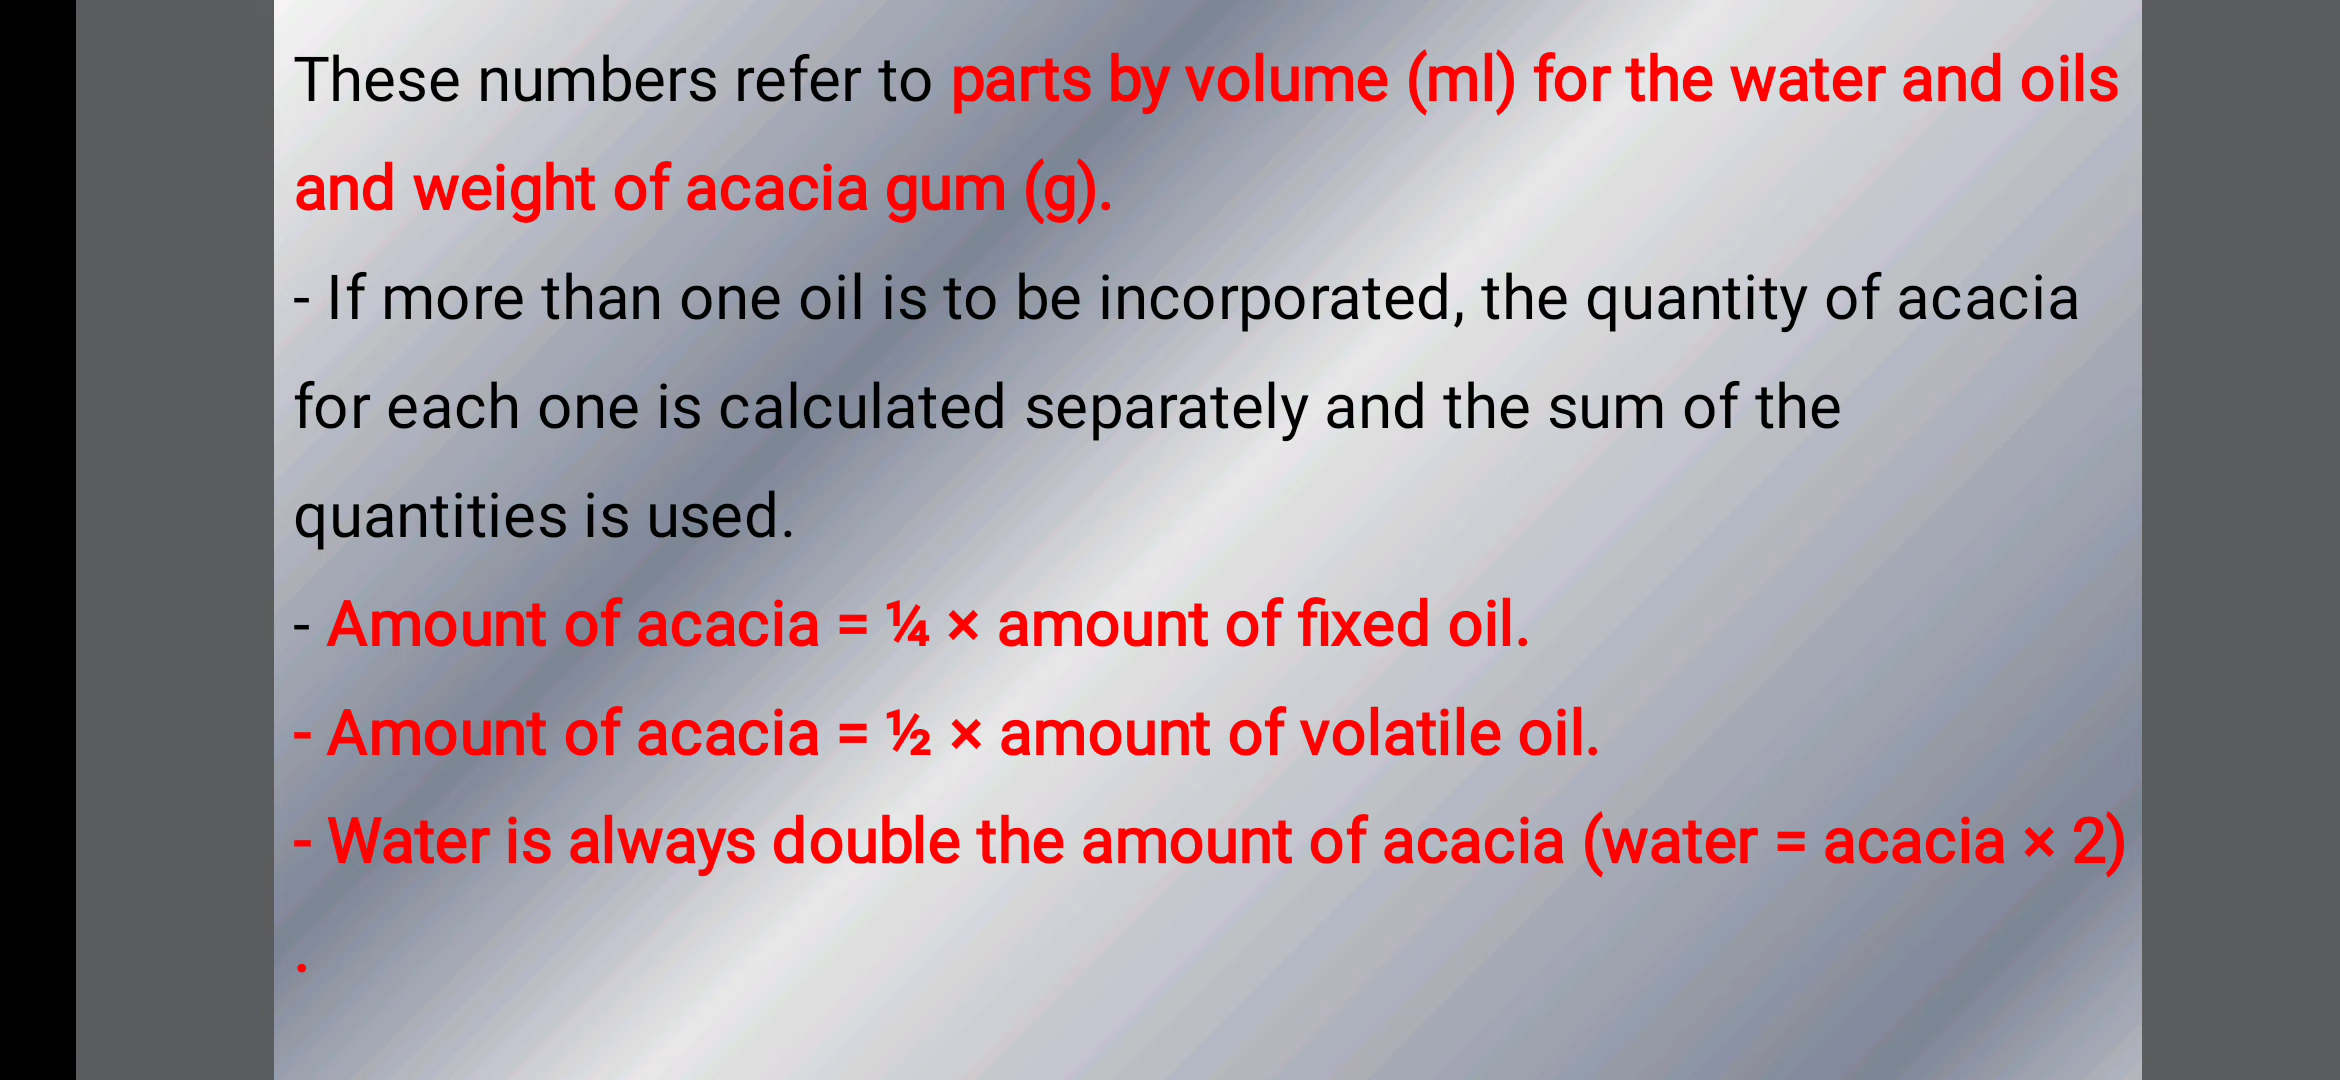 These numbers refer to parts by volume (ml) for the water and oils
and weight of acacia gum (g).
- If more than one oil is to be incorporated, the quantity of acacia
for each one is calculated separately and the sum of the
quantities is used.
- Amount of acacia = ¼ × amount of fixed oil.
- Amount of acacia = ½ × amount of volatile oil.
- Water is always double the amount of acacia (water = acacia × 2)
.